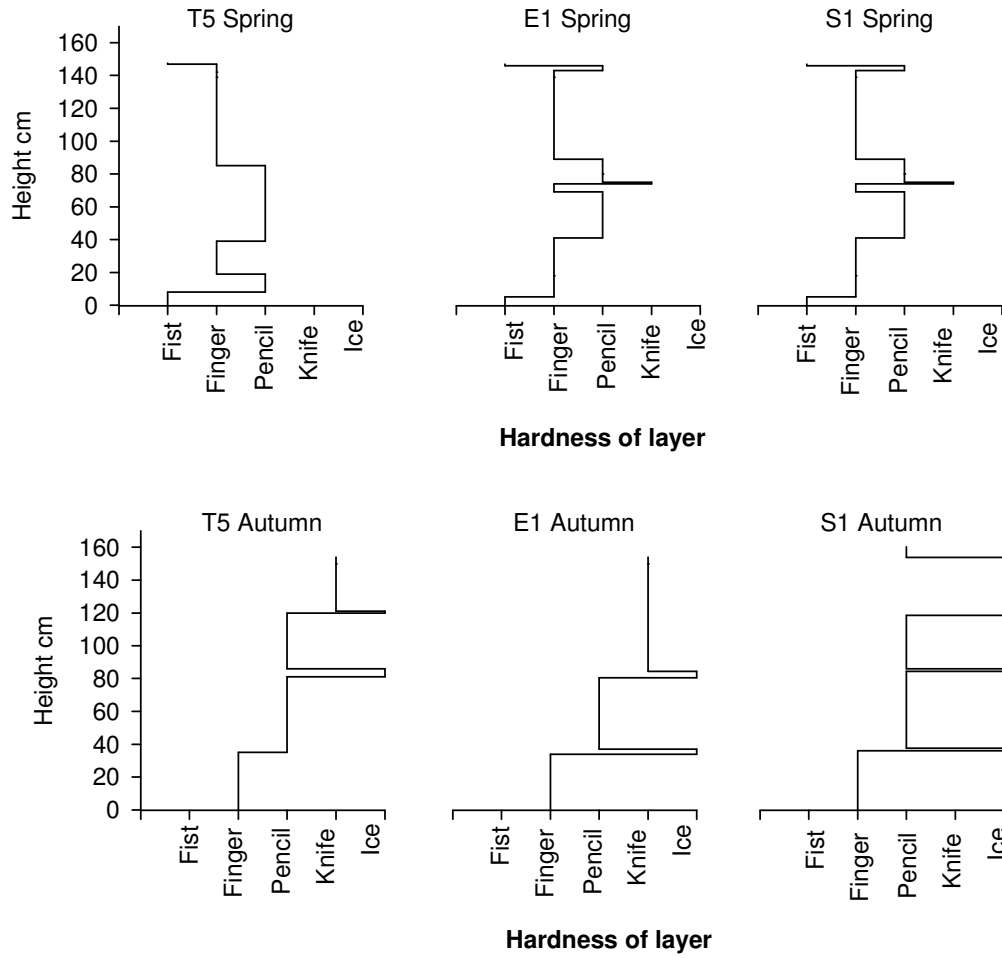 T5 Spring
E1 Spring
S1 Spring
Height cm
160
140
120
100
80
60
40
20
0
Fist
Finger
Pencil
Knife
Ice
Fist
Finger
Pencil
Knife
Ice
Fist
Finger
Pencil
Knife
Ice
Hardness of layer
T5 Autumn
E1 Autumn
S1 Autumn
Height cm
160
140
120
100
80
60
40
20
0
Fist
Finger
Pencil
Knife
Ice
Fist
Finger
Pencil
Knife
Ice
Fist
Finger
Pencil
Knife
Ice
Hardness of layer